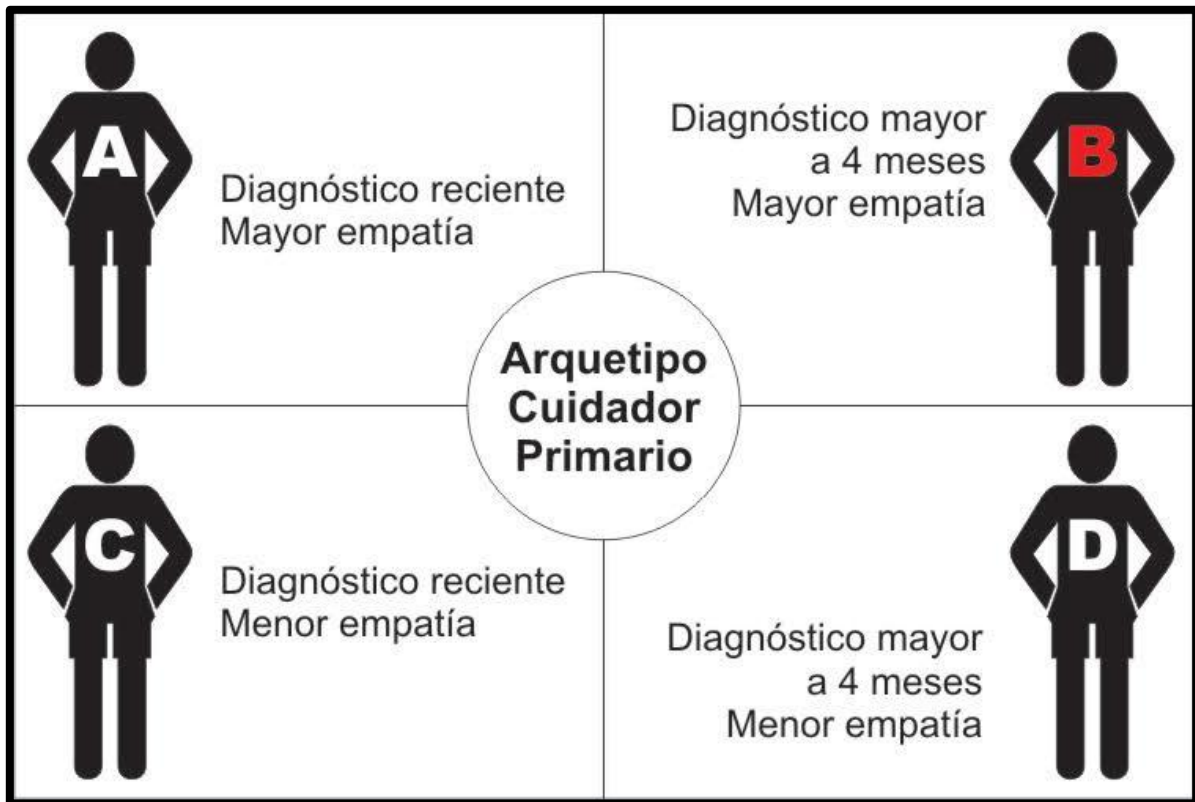 A
Diagnóstico reciente
Mayor empatía
Diagnóstico mayor
a 4 meses
Mayor empatía
B
Arquetipo
Cuidador
Primario
C
Diagnóstico reciente
Menor empatía
Diagnóstico mayor
a 4 meses
Menor empatía
D